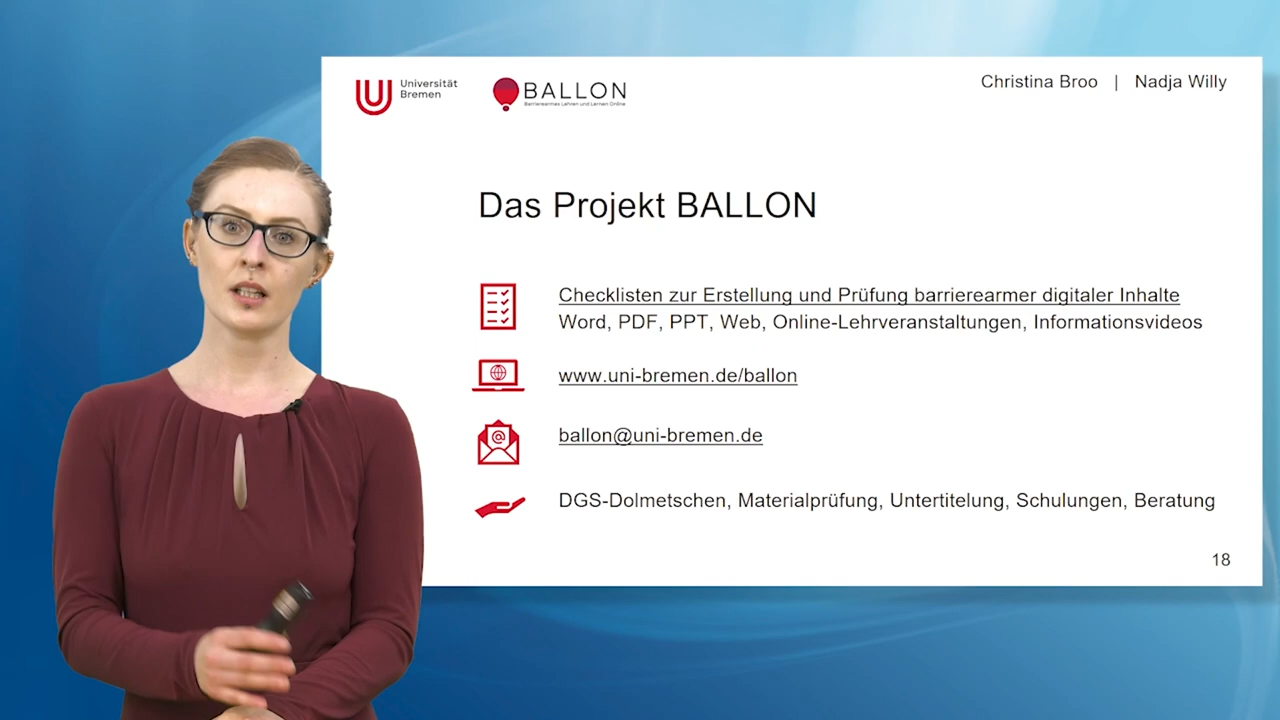 Universität
Bremen
BALLON
Barrierearmes Lehren und Lernen Online
Christina Broo | Nadja Willy
Das Projekt BALLON
Checklisten zur Erstellung und Prüfung barrierearmer digitaler Inhalte
Word, PDF, PPT, Web, Online-Lehrveranstaltungen, Informationsvideos
www.uni-bremen.de/ballon
@
ballon@uni-bremen.de
DGS-Dolmetschen, Materialprüfung, Untertitelung, Schulungen, Beratung
18